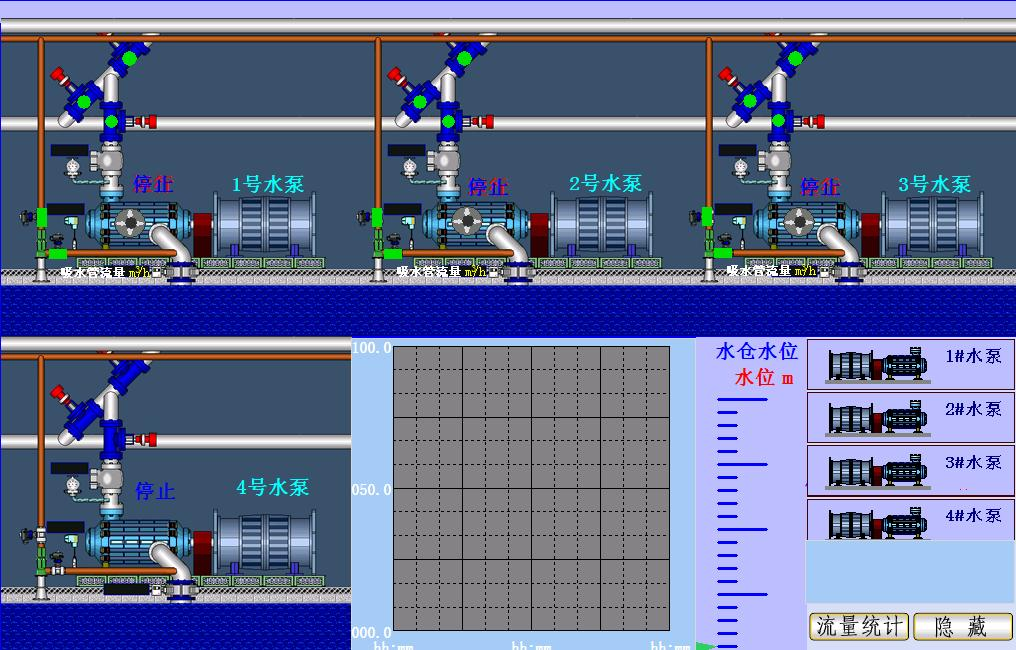 停止
1号水泵
停止
2号水泵
停止
3号水泵
吸水管流量 m³/h
吸水管流量 m³/h
吸水管流量 m³/h
停止
4号水泵
100.0
050.0
000.0
hh:mm
hh:mm
hh:mm
水仓水位
水位 m
1#水泵
2#水泵
3#水泵
4#水泵
流量统计
隐 藏